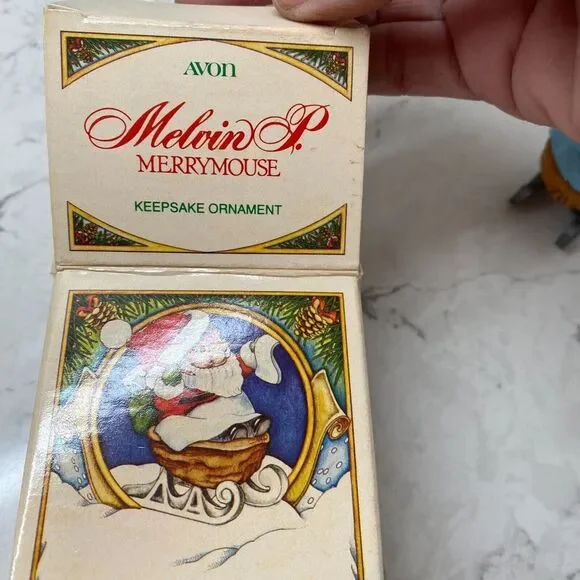 AVON
Melvin P.
MERRYMOUSE
KEEPSAKE ORNAMENT